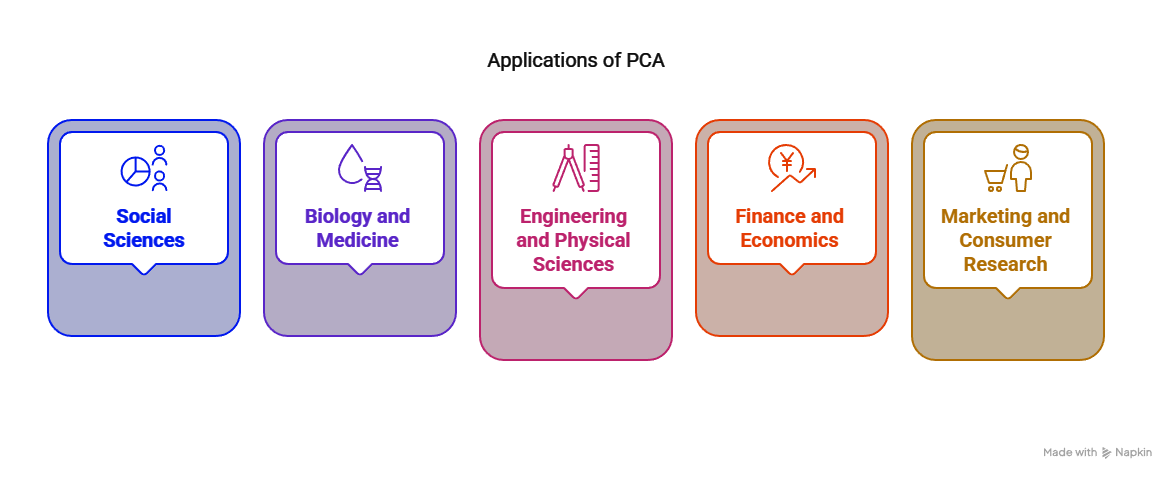 Applications of PCA
Social
Sciences
Biology and
Medicine
Engineering
and Physical
Sciences
Finance and
Economics
Marketing and
Consumer
Research
Made with Napkin